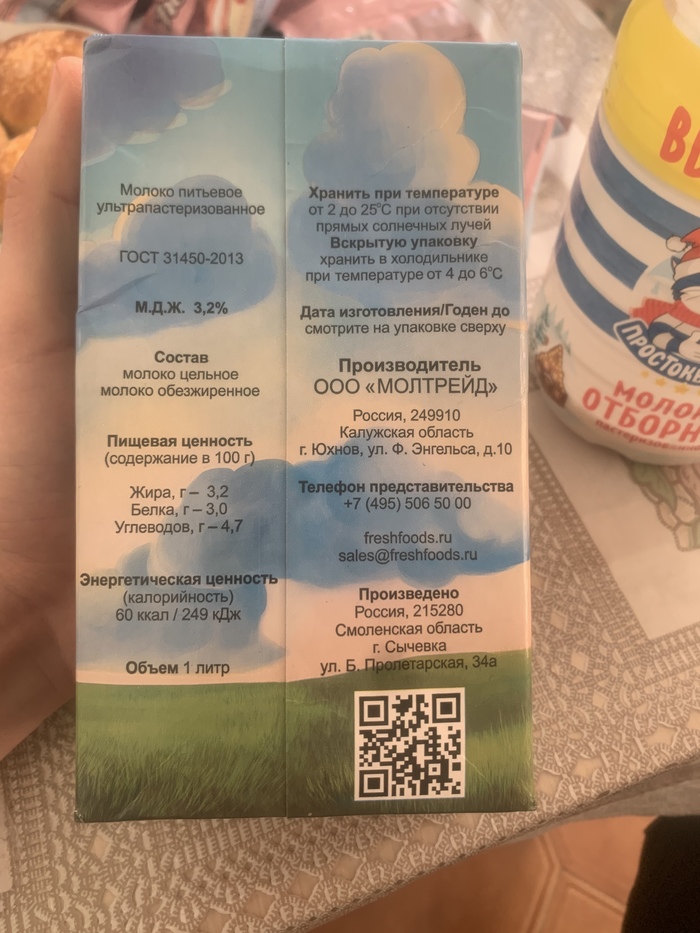 Молоко питьевое
ультрапастеризованное
ГОСТ 31450-2013
М.Д.Ж. 3,2%
Состав
молоко цельное
молоко обезжиренное
Пищевая ценность
(содержание в 100 г)
Жира, г – 3,2
Белка, г – 3,0
Углеводов, г – 4,7
Энергетическая ценность
(калорийность)
60 ккал / 249 кДж
Объем 1 литр
Хранить при температуре
от 2 до 25°С при отсутствии
прямых солнечных лучей
Вскрытую упаковку
хранить в холодильнике
при температуре от 4 до 6°С
Дата изготовления/Годен до
смотрите на упаковке сверху
Производитель
ООО «МОЛТРЕЙД»
Россия, 249910
Калужская область
г. Юхнов, ул. Ф. Энгельса, д.10
Телефон представительства
+7 (495) 506 50 00
freshfoods.ru
sales@freshfoods.ru
Произведено
Россия, 215280
Смоленская область
г. Сычевка
ул. Б. Пролетарская, 34а